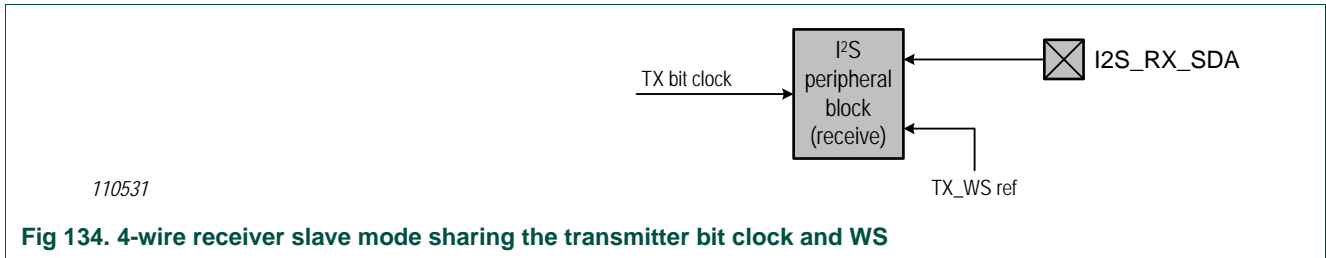 I²S
peripheral
block
(receive)
I2S_RX_SDA
TX bit clock
TX_WS ref
110531
Fig 134. 4-wire receiver slave mode sharing the transmitter bit clock and WS